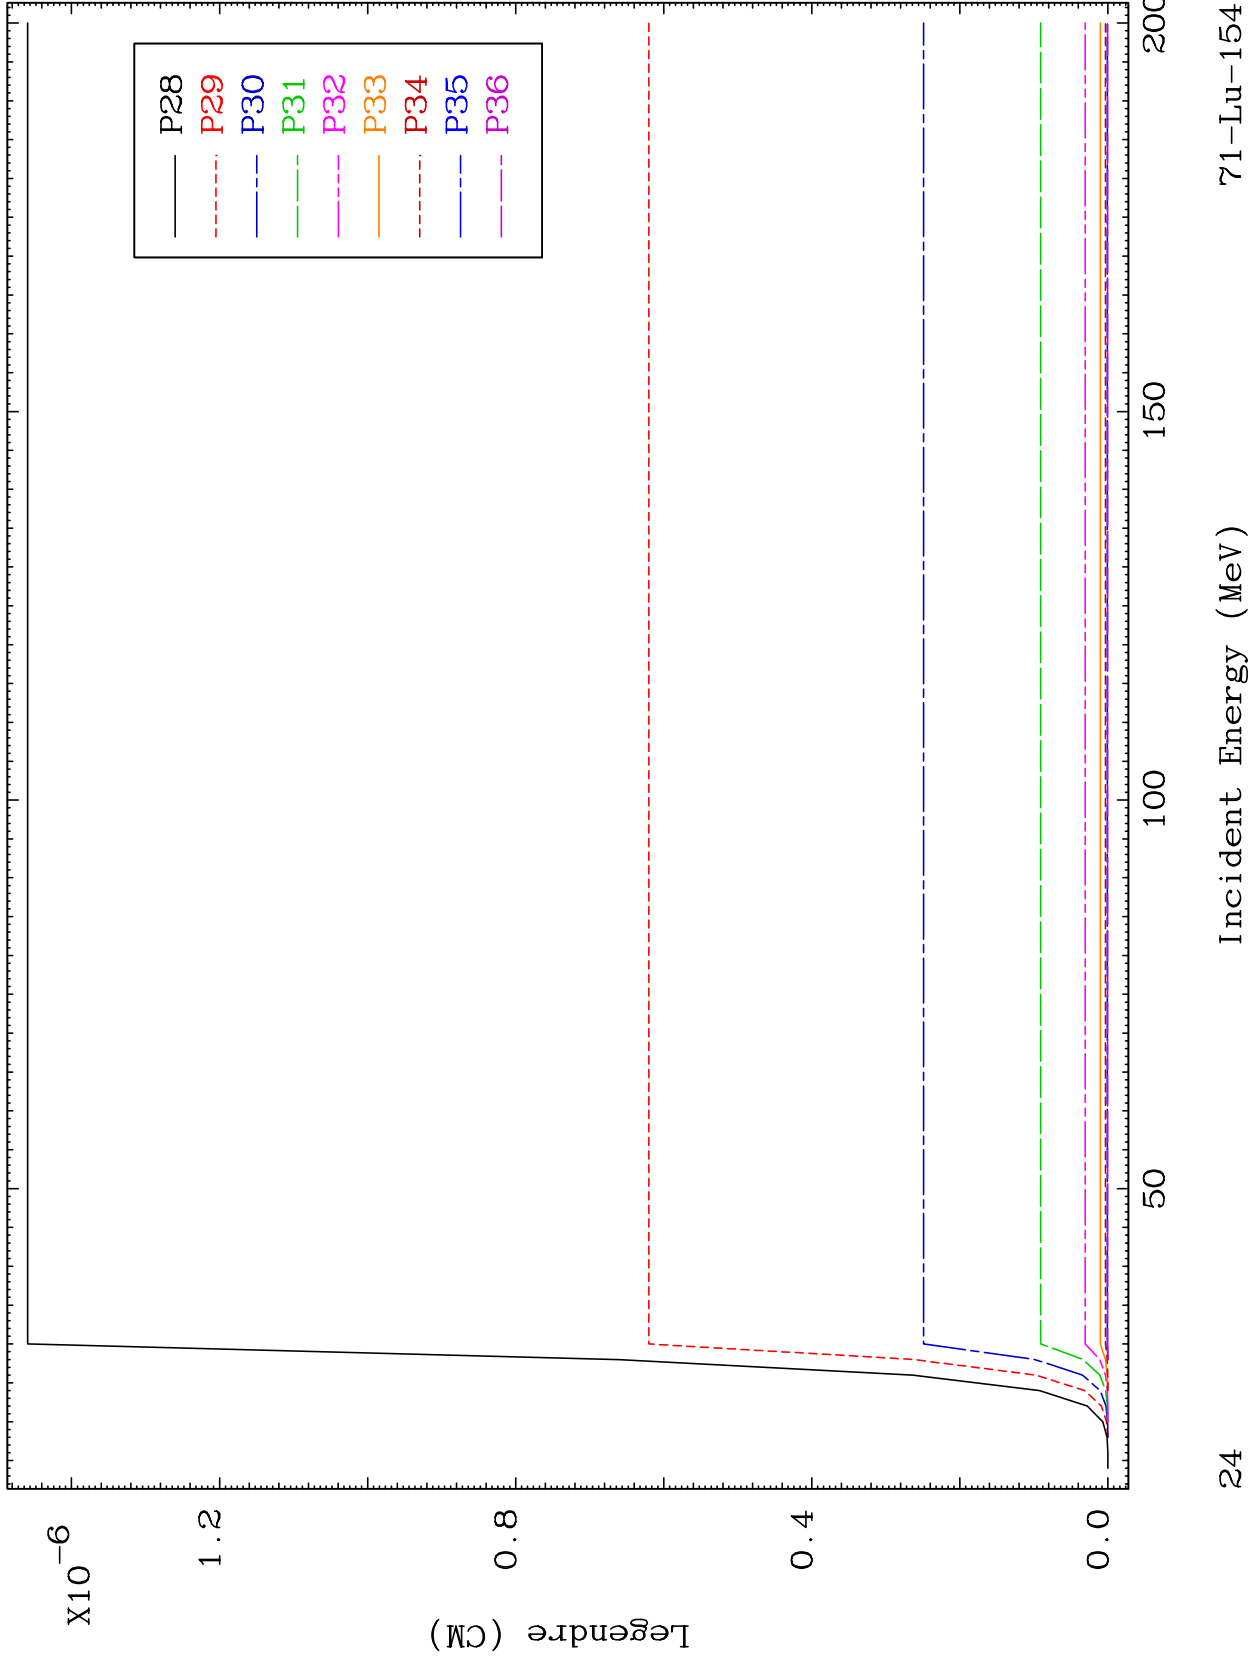 X10−6
1.2
0.8
0.4
0.0
Legendre (CM)
P28
P29
P30
P31
P32
P33
P34
P35
P36
50
100
150
200
Incident Energy (MeV)
24
71−Lu−154